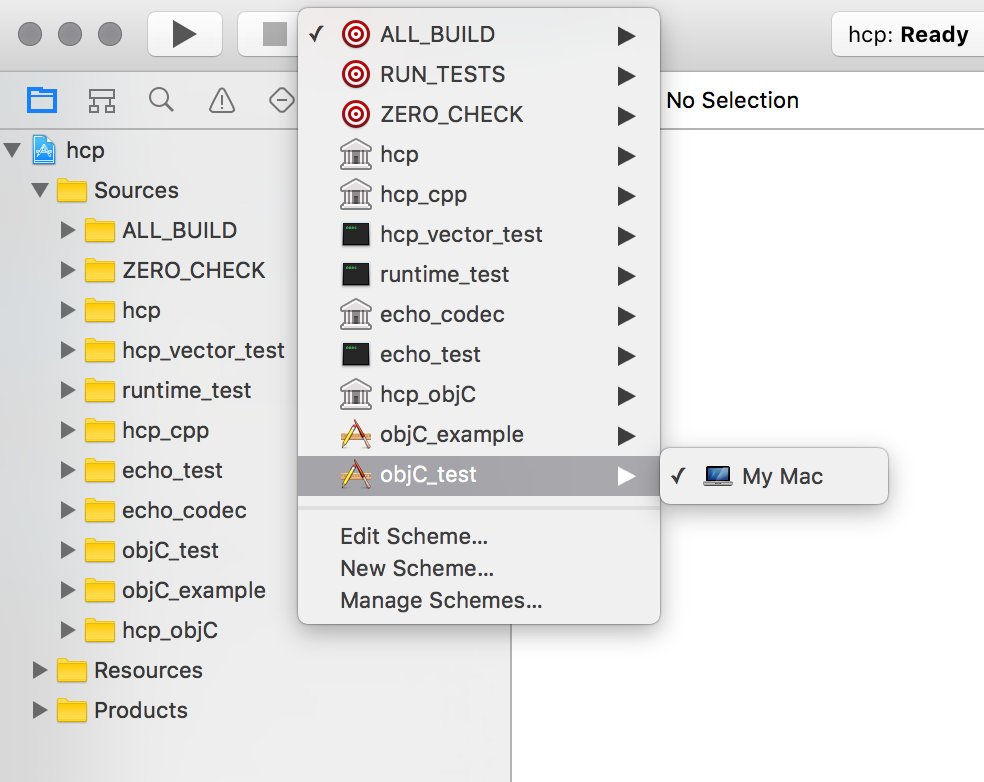 hcp: Ready
No Selection
hcp
Sources
ALL_BUILD
ZERO_CHECK
hcp
hcp_vector_test
runtime_test
hcp_cpp
echo_test
echo_codec
objC_test
objC_example
hcp_objC
Resources
Products
ALL_BUILD
RUN_TESTS
ZERO_CHECK
hcp
hcp_cpp
hcp_vector_test
runtime_test
echo_codec
echo_test
hcp_objC
objC_example
objC_test
My Mac
Edit Scheme...
New Scheme...
Manage Schemes...